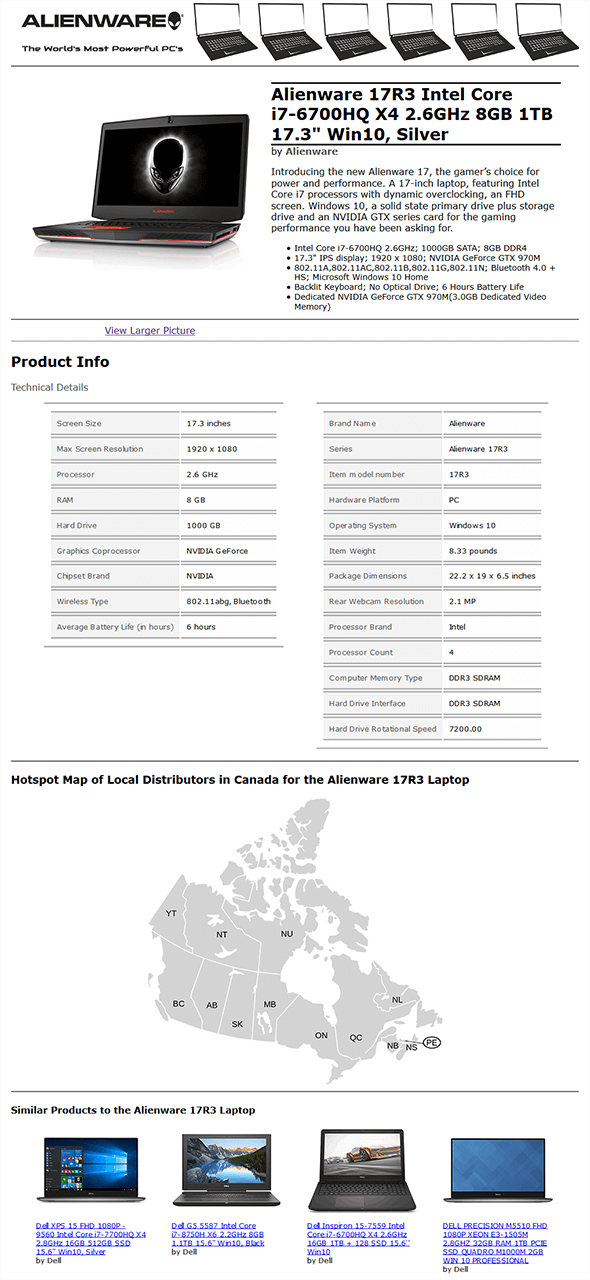 ALIENWARE
The World's Most Powerful PC's
Alienware 17R3 Intel Core
i7-6700HQ X4 2.6GHz 8GB 1TB
17.3" Win10, Silver
by Alienware
Introducing the new Alienware 17, the gamer's choice for
power and performance. A 17-inch laptop, featuring Intel
Core i7 processors with dynamic overclocking, an FHD
screen. Windows 10, a solid state primary drive plus storage
drive and an NVIDIA GTX series card for the gaming
performance you have been asking for.
• Intel Core i7-6700HQ 2.6GHz; 1000GB SATA; 8GB DDR4
• 17.3" IPS display; 1920 x 1080; NVIDIA GeForce GTX 970M
• 802.11A,802.11AC,802.11B,802.11G,802.11N; Bluetooth 4.0 +
HS; Microsoft Windows 10 Home
• Backlit Keyboard; No Optical Drive; 6 Hours Battery Life
• Dedicated NVIDIA GeForce GTX 970M(3.0GB Dedicated Video
Memory)
View Larger Picture
Product Info
Technical Details
Screen Size 17.3 inches
Max Screen Resolution 1920 x 1080
Processor 2.6 GHz
RAM 8 GB
Hard Drive 1000 GB
Graphics Coprocessor NVIDIA GeForce
Chipset Brand NVIDIA
Wireless Type 802.11abg, Bluetooth
Average Battery Life (in hours) 6 hours
Brand Name Alienware
Series Alienware 17R3
Item model number 17R3
Hardware Platform PC
Operating System Windows 10
Item Weight 8.33 pounds
Package Dimensions 22.2 x 19 x 6.5 inches
Rear Webcam Resolution 2.1 MP
Processor Brand Intel
Processor Count 4
Computer Memory Type DDR3 SDRAM
Hard Drive Interface DDR3 SDRAM
Hard Drive Rotational Speed 7200.00
Hotspot Map of Local Distributors in Canada for the Alienware 17R3 Laptop
YT
NT
NU
BC
AB
SK
MB
ON
QC
NL
NB
NS
PE
Similar Products to the Alienware 17R3 Laptop
Dell XPS 15 FHD 1080P -
9560 Intel Core i7-7700HQ X4
2.8GHz 16GB 512GB SSD
15.6" Win10, Silver
by Dell
Dell G5 5587 Intel Core
i7-8750H X6 2.2GHz 8GB
1.1TB 15.6" Win10, Black
by Dell
Dell Inspiron 15-7559 Intel
Core i7-6700HQ X4 2.6GHz
16GB 1TB + 128 SSD 15.6"
Win10
by Dell
DELL PRECISION M5510 FHD
1080P XEON E3-1505M
2.8GHZ 32GB RAM 1TB PCIE
SSD QUADRO M1000M 2GB
WIN 10 PROFESSIONAL
by Dell